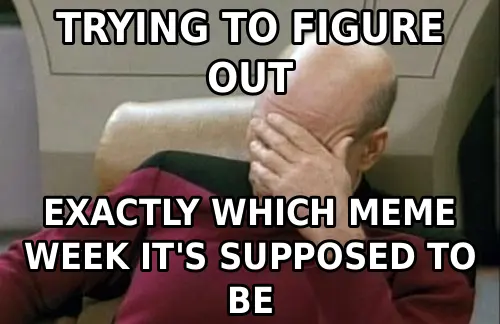 TRYING TO FIGURE
OUT
EXACTLY WHICH MEME
WEEK IT'S SUPPOSED TO
BE